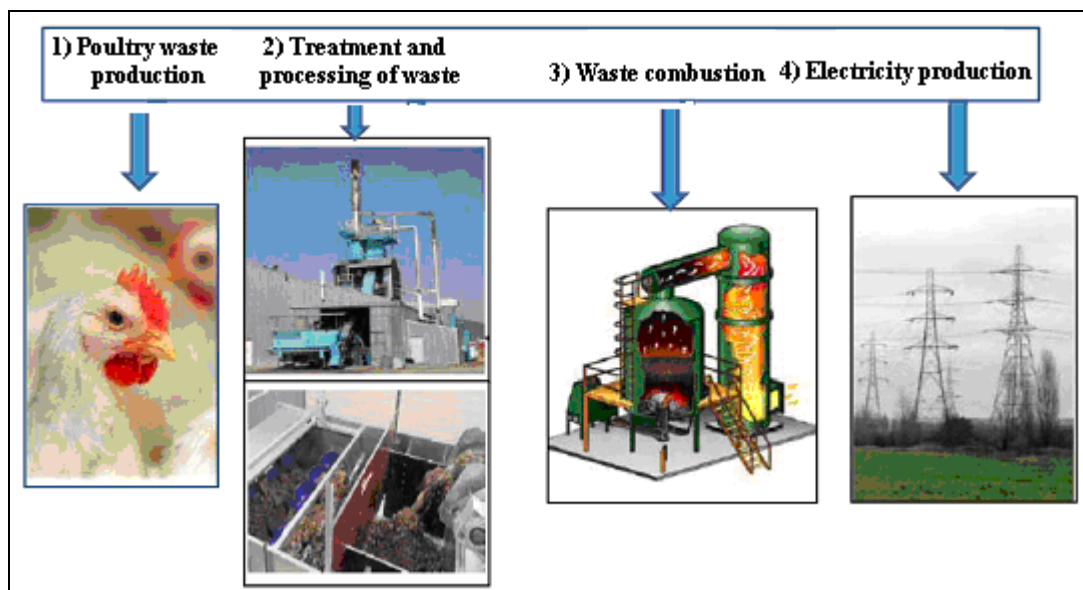 1) Poultry waste
production
2) Treatment and
processing of waste
3) Waste combustion
4) Electricity production